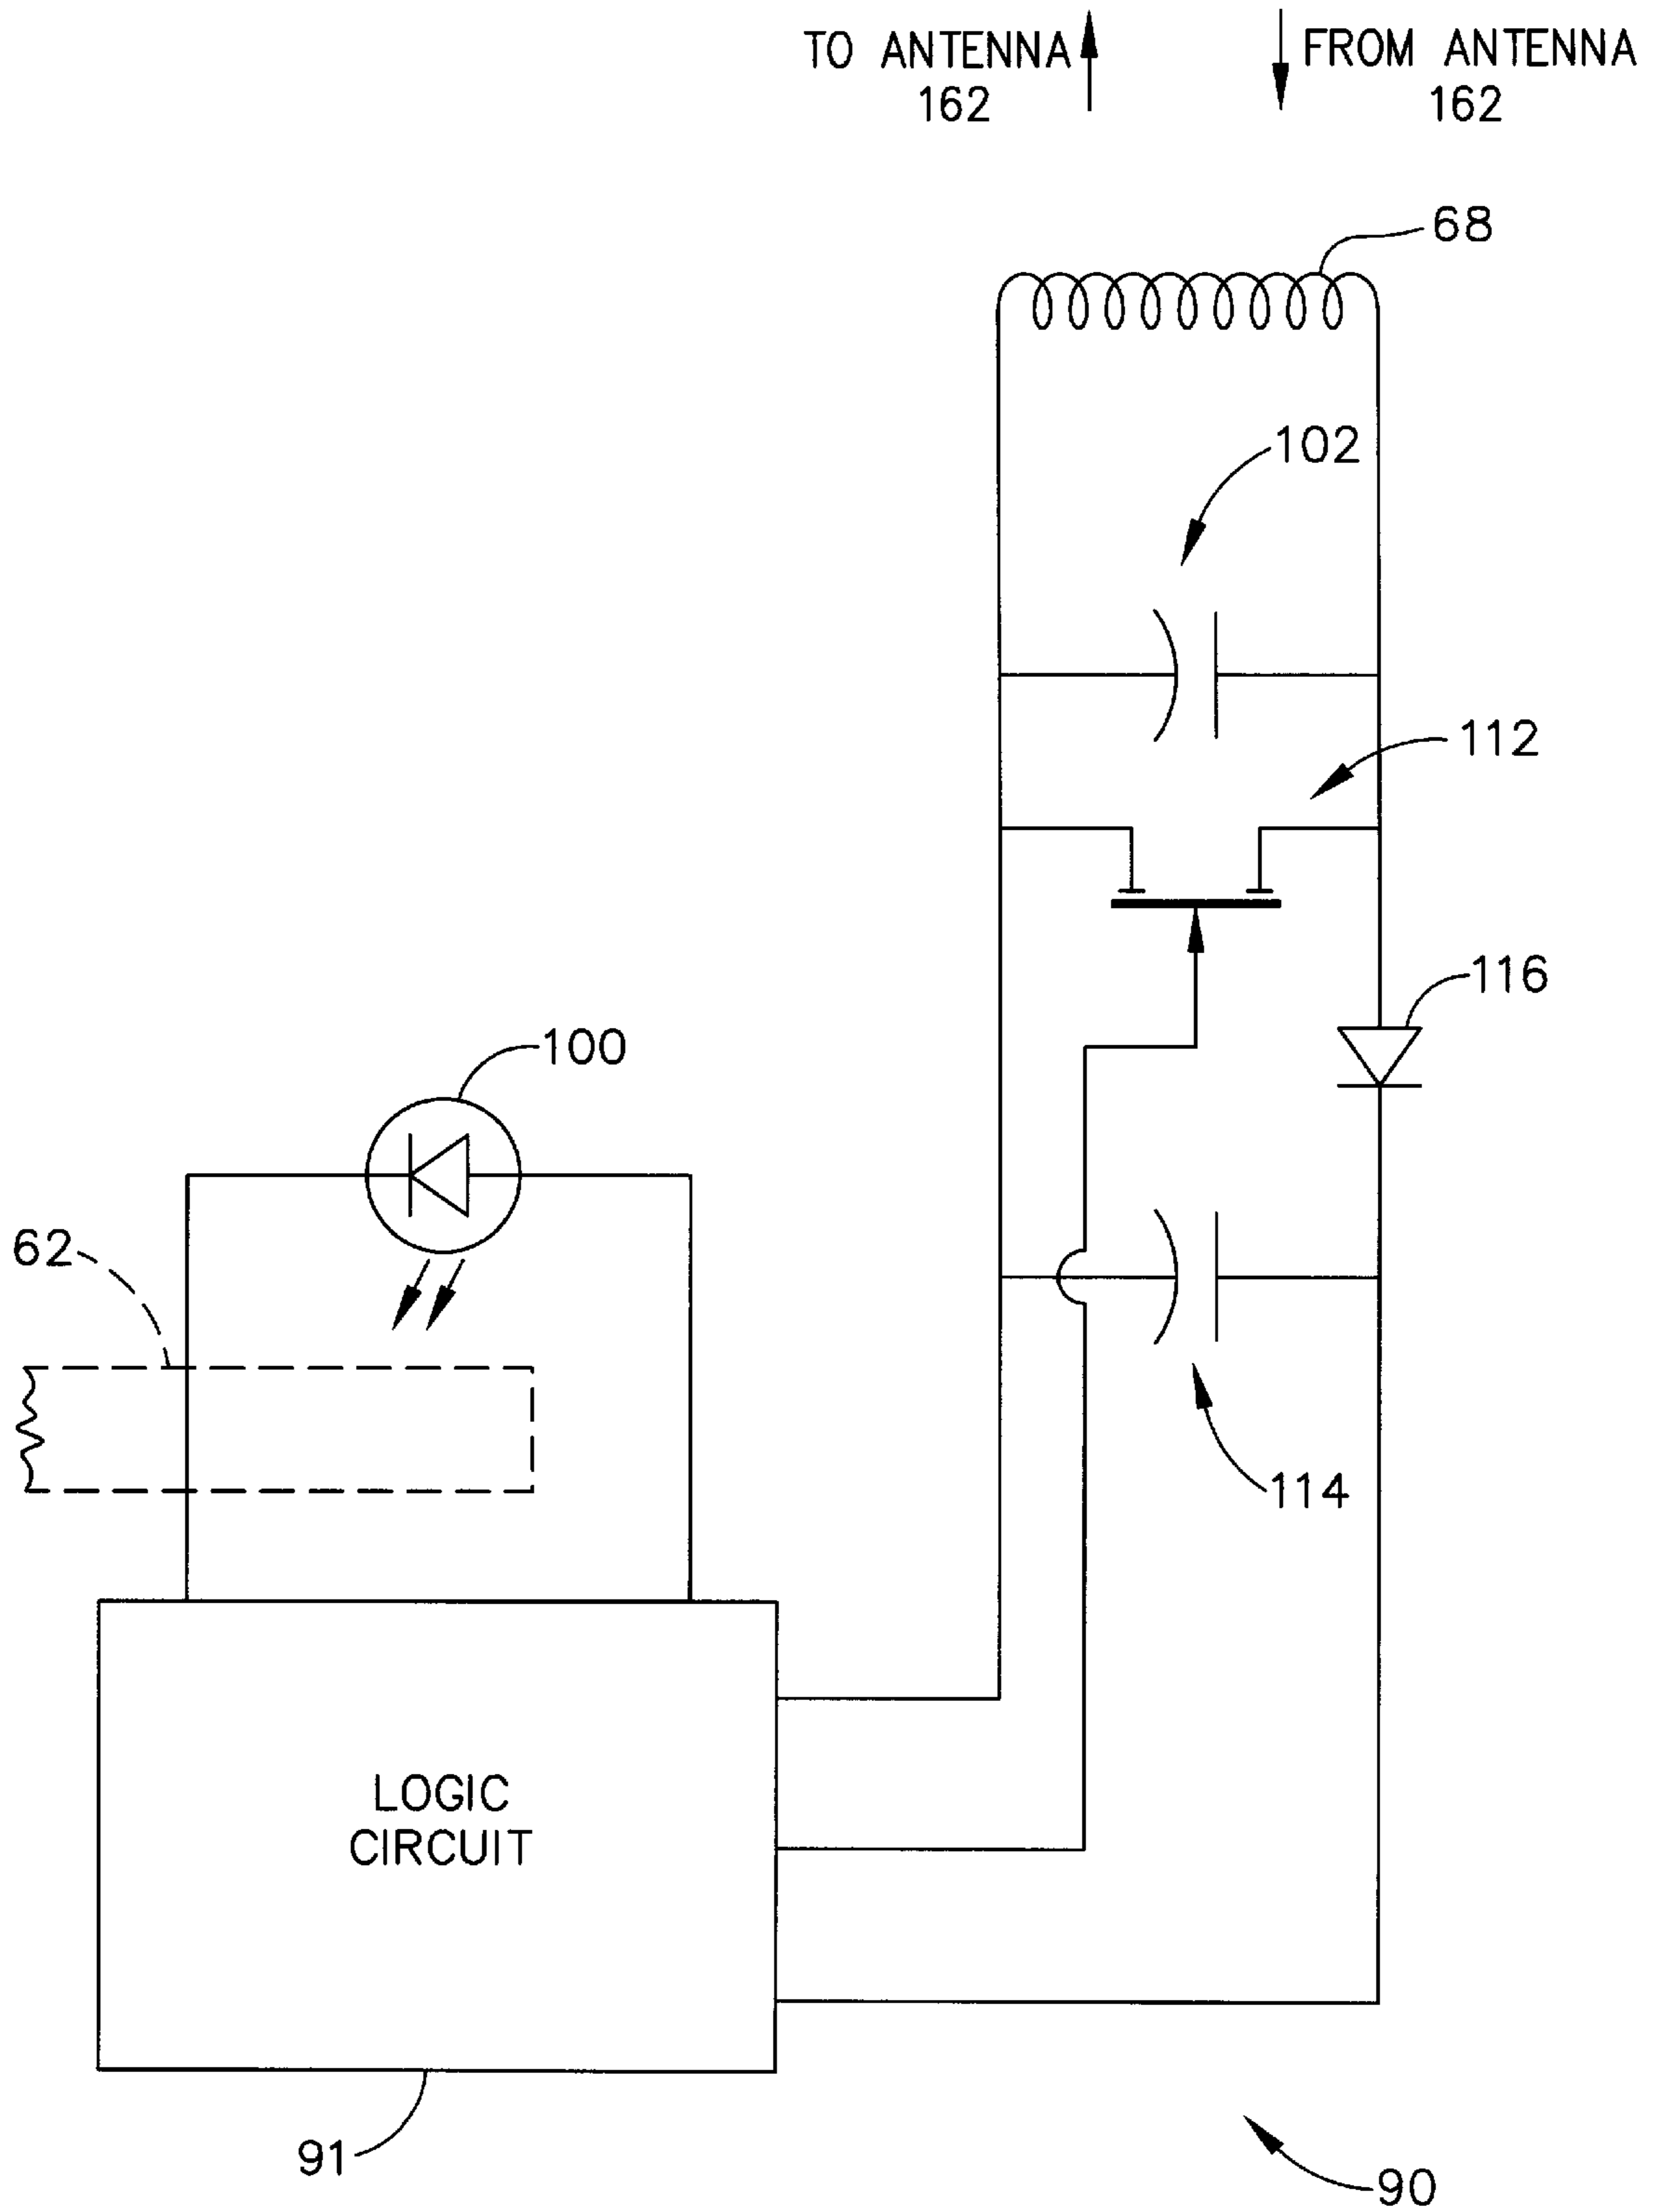 TO ANTENNA
162
FROM ANTENNA
162
68
102
112
116
100
62
114
LOGIC
CIRCUIT
91
90